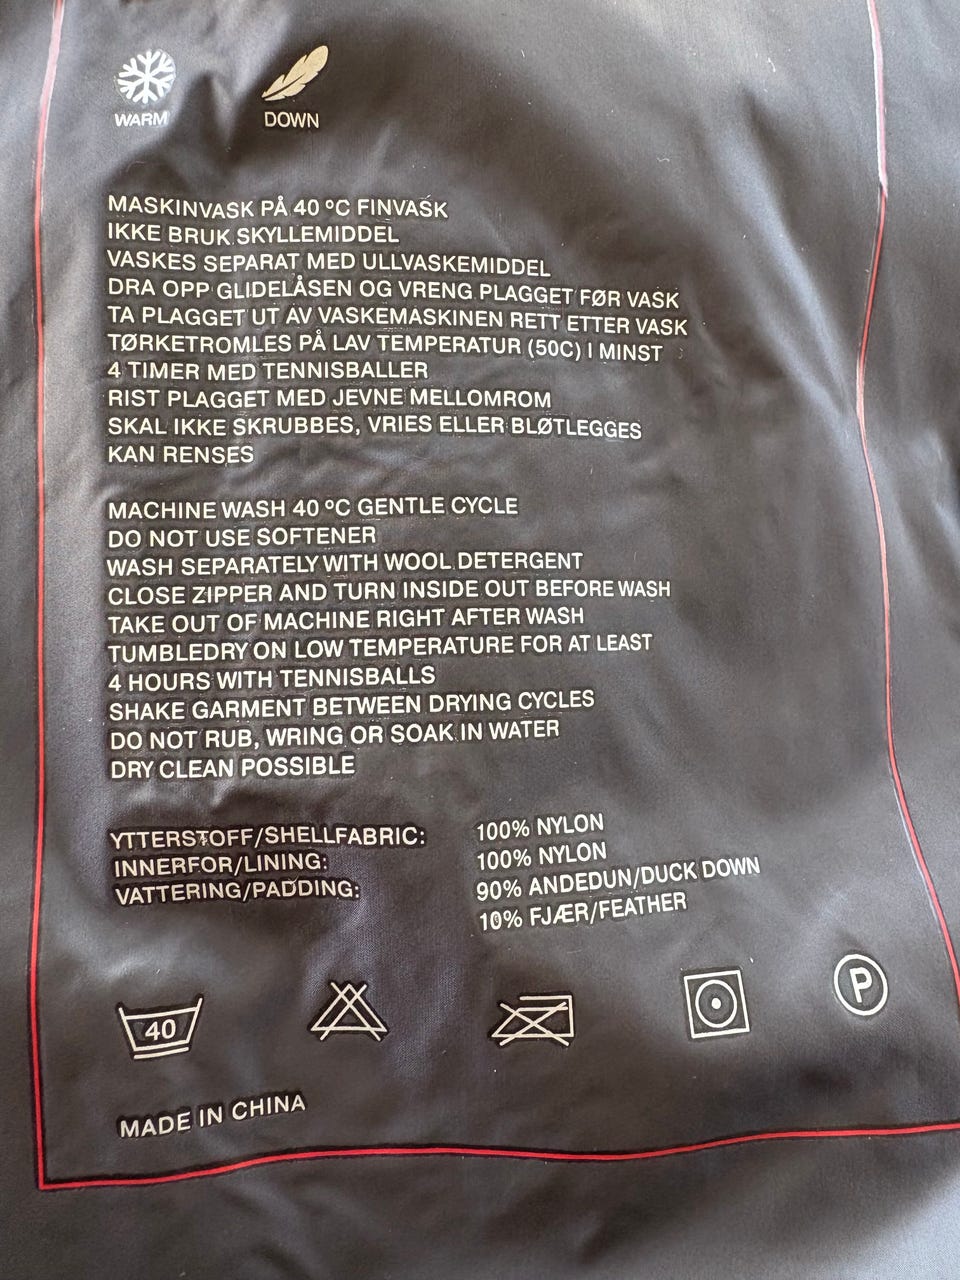 WARM DOWN
MASKINVASK PÅ 40 ºC FINVASK
IKKE BRUK SKYLLEMIDDEL
VASKES SEPARAT MED ULLVASKEMIDDEL
DRA OPP GLIDELÅSEN OG VRENG PLAGGET FØR VASK
TA PLAGGET UT AV VASKEMASKINEN RETT ETTER VASK
TØRKETROMLES PÅ LAV TEMPERATUR (50C) I MINST
4 TIMER MED TENNISBALLER
RIST PLAGGET MED JEVNE MELLOMROM
SKAL IKKE SKRUBBES, VRIES ELLER BLØTLEGGES
KAN RENSES
MACHINE WASH 40 ºC GENTLE CYCLE
DO NOT USE SOFTENER
WASH SEPARATELY WITH WOOL DETERGENT
CLOSE ZIPPER AND TURN INSIDE OUT BEFORE WASH
TAKE OUT OF MACHINE RIGHT AFTER WASH
TUMBLEDRY ON LOW TEMPERATURE FOR AT LEAST
4 HOURS WITH TENNISBALLS
SHAKE GARMENT BETWEEN DRYING CYCLES
DO NOT RUB, WRING OR SOAK IN WATER
DRY CLEAN POSSIBLE
YTTERSTOFF/SHELLFABRIC: 100% NYLON
INNERFOR/LINING: 100% NYLON
VATTERING/PADDING: 90% ANDEDUN/DUCK DOWN
10% FJÆR/FEATHER
40 P
MADE IN CHINA